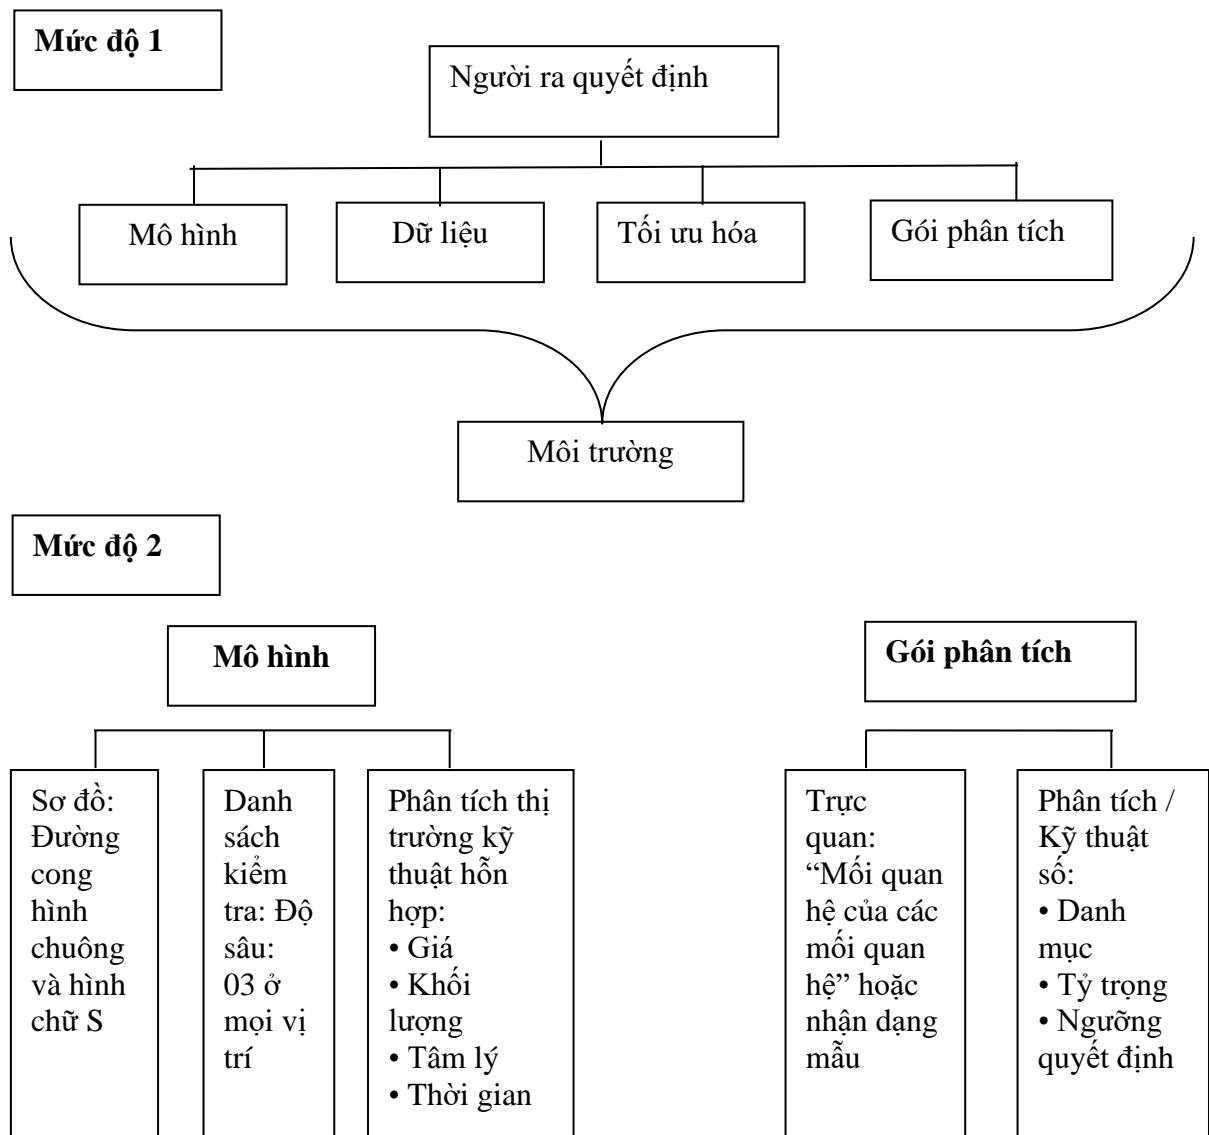 Mức độ 1
Người ra quyết định
Mô hình
Dữ liệu
Tối ưu hóa
Gói phân tích
Môi trường
Mức độ 2
Mô hình
Gói phân tích
Sơ đồ:
Đường
cong
hình
chuông
và hình
chữ S
Danh
sách
kiểm
tra: Độ
sâu:
03 ở
mọi vị
trí
Phân tích thị
trường kỹ
thuật hỗn
hợp:
• Giá
• Khối
lượng
• Tâm lý
• Thời gian
Trực
quan:
“Mối quan
hệ của các
mối quan
hệ” hoặc
nhận dạng
mẫu
Phân tích /
Kỹ thuật
số:
• Danh
mục
• Tỷ trọng
• Ngưỡng
quyết định